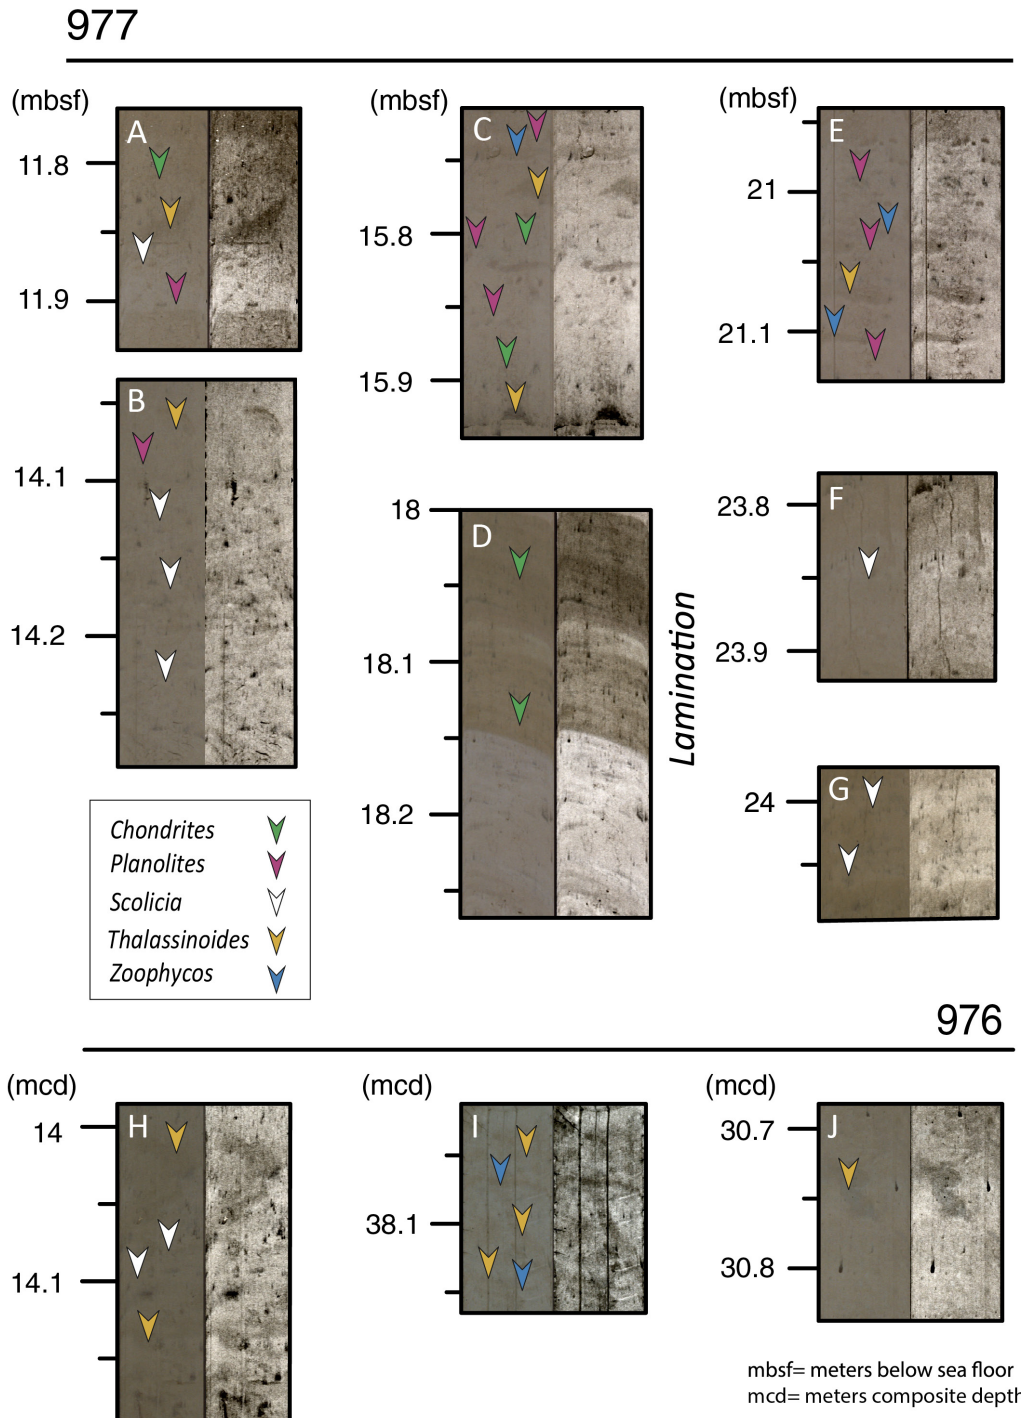 977
(mbsf)
A
11.8
11.9
B
14.1
14.2
Chondrites
Planolites
Scolicia
Thalassinoides
Zoophycos
(mbsf)
C
15.8
15.9
18
D
18.1
18.2
Lamination
(mbsf)
E
21
21.1
F
23.8
23.9
G
24
976
(mcd)
H
14
14.1
(mcd)
I
38.1
(mcd)
J
30.7
30.8
mbsf= meters below sea floor
mcd= meters composite depth